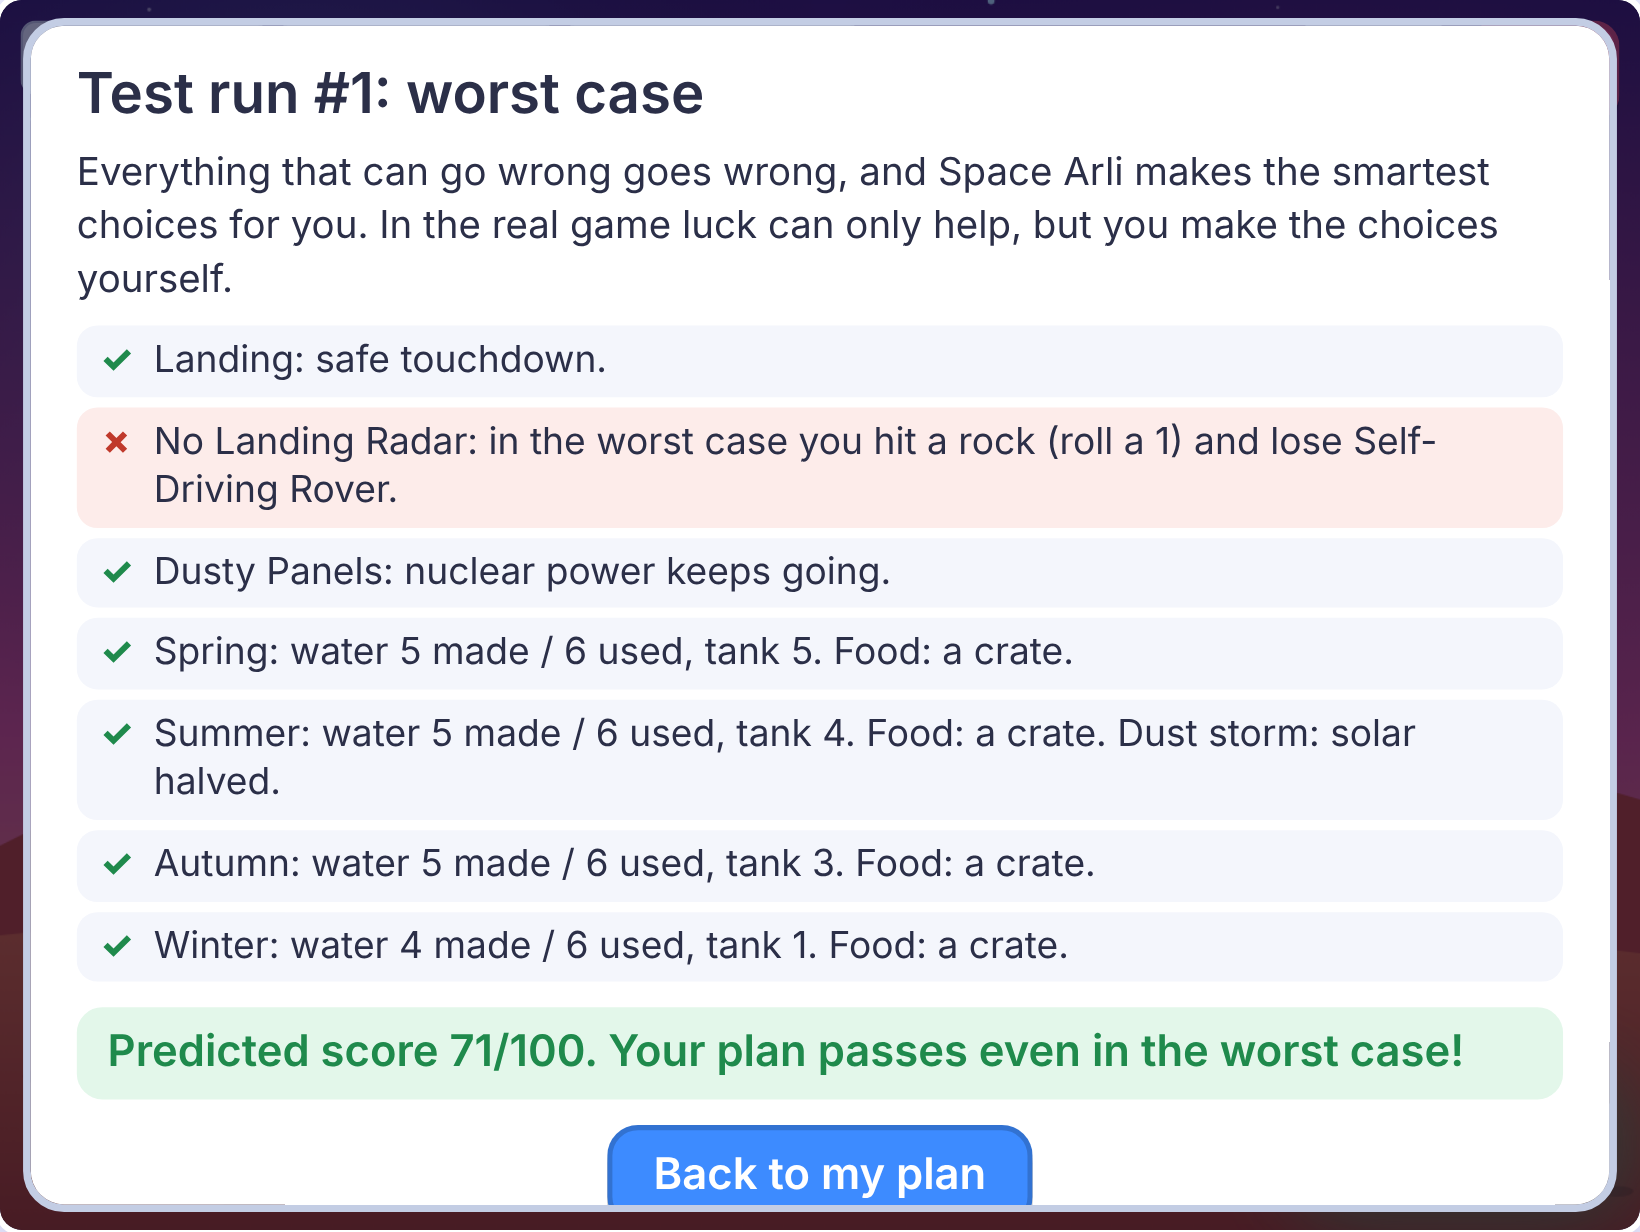 Test run #1: worst case
Everything that can go wrong goes wrong, and Space Arli makes the smartest
choices for you. In the real game luck can only help, but you make the choices
yourself.
Landing: safe touchdown.
No Landing Radar: in the worst case you hit a rock (roll a 1) and lose Self-
Driving Rover.
Dusty Panels: nuclear power keeps going.
Spring: water 5 made / 6 used, tank 5. Food: a crate.
Summer: water 5 made / 6 used, tank 4. Food: a crate. Dust storm: solar
halved.
Autumn: water 5 made / 6 used, tank 3. Food: a crate.
Winter: water 4 made / 6 used, tank 1. Food: a crate.
Predicted score 71/100. Your plan passes even in the worst case!
Back to my plan